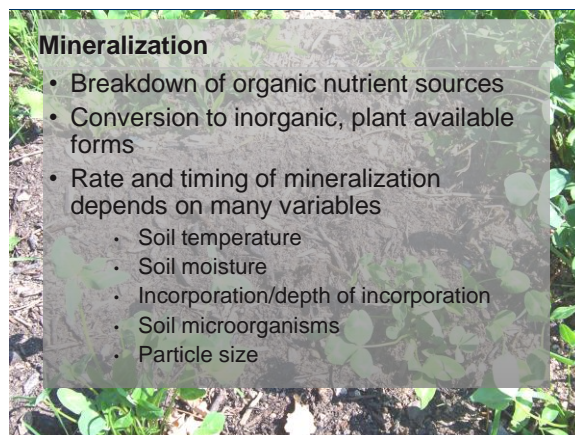 Mineralization
• Breakdown of organic nutrient sources
• Conversion to inorganic, plant available
forms
• Rate and timing of mineralization
depends on many variables
• Soil temperature
• Soil moisture
• Incorporation/depth of incorporation
• Soil microorganisms
• Particle size